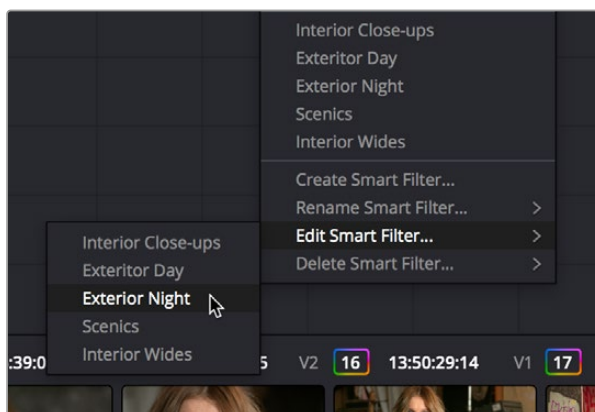 Interior Close-ups
Exteritor Day
Exterior Night
Scenics
Interior Wides
Create Smart Filter...
Rename Smart Filter... >
Edit Smart Filter... >
Delete Smart Filter... >
Interior Close-ups
Exteritor Day
Exterior Night
Scenics
Interior Wides
:39:0 5 V2 16 13:50:29:14 V1 17